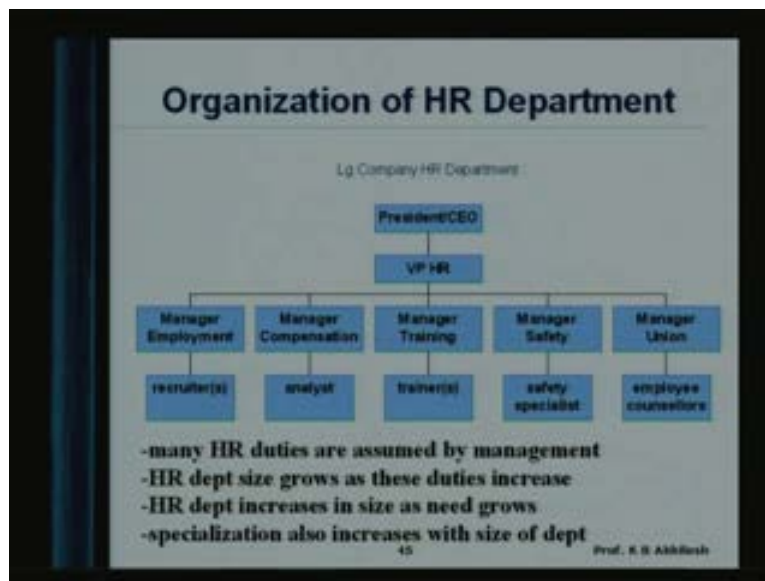 Organization of HR Department
Lg Company HR Department
President/CEO
VP HR
Manager Employment
Manager Compensation
Manager Training
Manager Safety
Manager Union
recruiter(s)
analyst
trainer(s)
safety specialist
employee counsellors
-many HR duties are assumed by management
-HR dept size grows as these duties increase
-HR dept increases in size as need grows
-specialization also increases with size of dept
45
Prof. K B Akhilesh